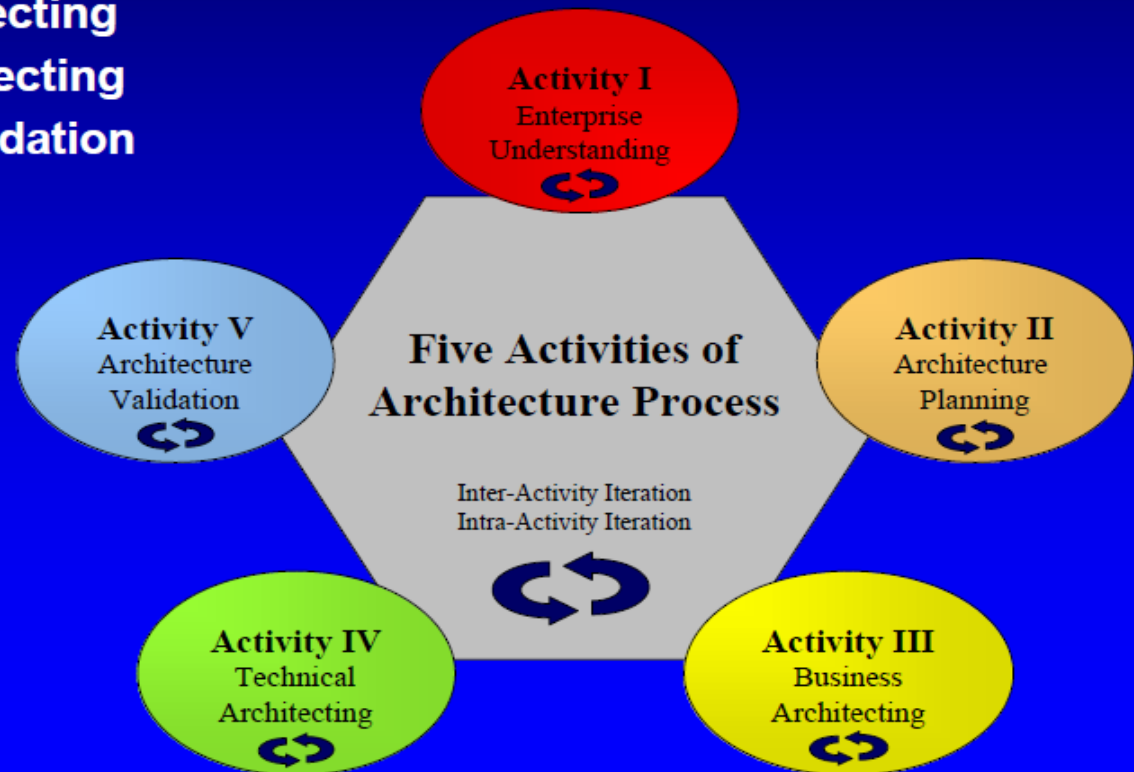 ecting
ecting
dation
Activity I
Enterprise
Understanding
Activity V
Architecture
Validation
Five Activities of
Architecture Process
Activity II
Architecture
Planning
Inter-Activity Iteration
Intra-Activity Iteration
Activity IV
Technical
Architecting
Activity III
Business
Architecting